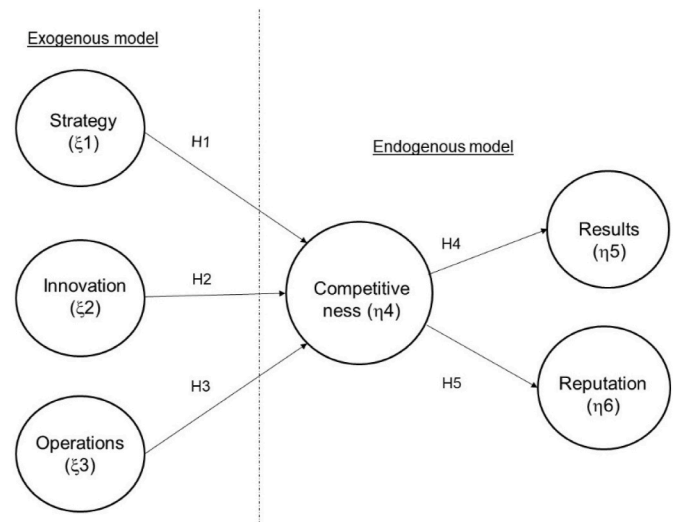 Exogenous model
Strategy
(ξ1)
H1
Endogenous model
Innovation
(ξ2)
H2
Competitive
ness (η4)
H4
Results
(η5)
H3
H5
Reputation
(η6)
Operations
(ξ3)